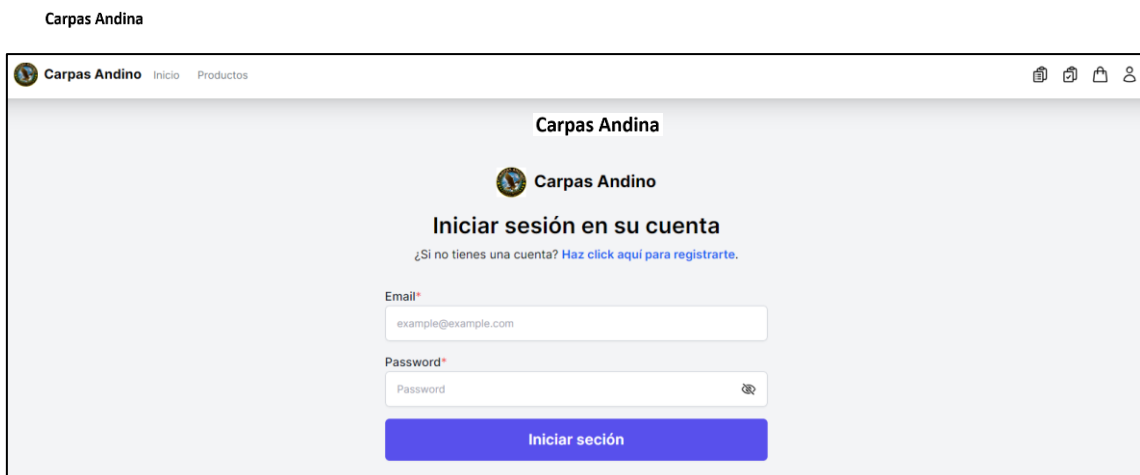 Carpas Andina
Carpas Andino Inicio Productos
Carpas Andina
Carpas Andino
Iniciar sesión en su cuenta
¿Si no tienes una cuenta? Haz click aquí para registrarte.
Email*
example@example.com
Password*
Password
Iniciar seción